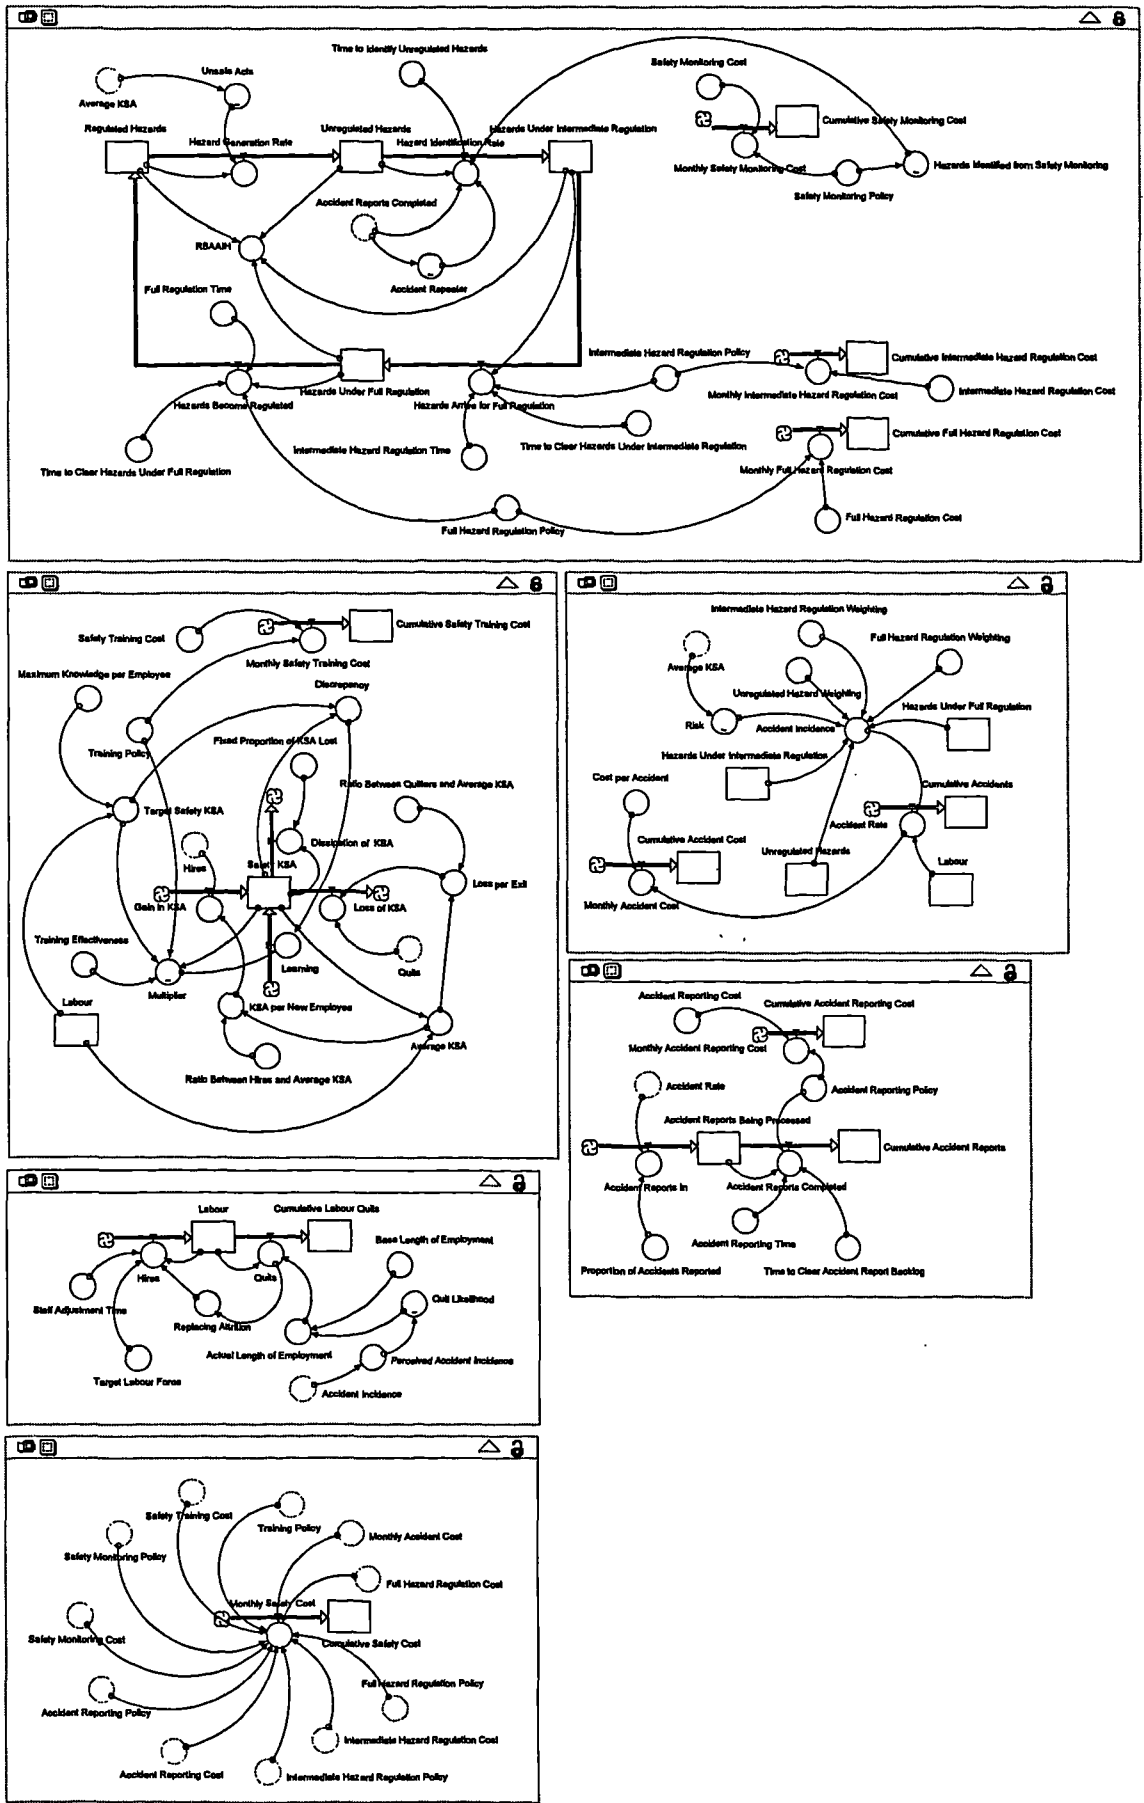 Time to Identify Unregulated Hazards
Safety Monitoring Cost
Unsafe Acts
Average KSA
Cumulative Safety Monitoring Cost
Regulated Hazards
Unregulated Hazards
Hazards Under Intermediate Regulation
Hazard Generation Rate
Hazard Identification Rate
Monthly Safety Monitoring Cost
Hazards Identified from Safety Monitoring
Safety Monitoring Policy
Accident Reports Completed
RBAAIH
Accident Repeater
Full Regulation Time
Intermediate Hazard Regulation Policy
Cumulative Intermediate Hazard Regulation Cost
Hazards Under Full Regulation
Monthly Intermediate Hazard Regulation Cost
Intermediate Hazard Regulation Cost
Hazards Become Regulated
Hazards Arrive for Full Regulation
Cumulative Full Hazard Regulation Cost
Intermediate Hazard Regulation Time
Time to Clear Hazards Under Intermediate Regulation
Time to Clear Hazards Under Full Regulation
Monthly Full Hazard Regulation Cost
Full Hazard Regulation Policy
Full Hazard Regulation Cost
Safety Training Cost
Cumulative Safety Training Cost
Monthly Safety Training Cost
Maximum Knowledge per Employee
Discrepancy
Training Policy
Fixed Proportion of KSA Lost
Ratio Between Quitters and Average KSA
Target Safety KSA
Dissipation of KSA
Hires
Safety KSA
Loss per Exit
Gain in KSA
Loss of KSA
Training Effectiveness
Learning
Quits
Multiplier
Labour
KSA per New Employee
Average KSA
Ratio Between Hires and Average KSA
Intermediate Hazard Regulation Weighting
Full Hazard Regulation Weighting
Average KSA
Unregulated Hazard Weighting
Hazards Under Full Regulation
Risk
Accident Incidence
Hazards Under Intermediate Regulation
Cost per Accident
Cumulative Accidents
Accident Rate
Cumulative Accident Cost
Unregulated Hazards
Labour
Monthly Accident Cost
Accident Reporting Cost
Cumulative Accident Reporting Cost
Monthly Accident Reporting Cost
Accident Rate
Accident Reporting Policy
Accident Reports Being Processed
Cumulative Accident Reports
Accident Reports In
Accident Reports Completed
Accident Reporting Time
Proportion of Accidents Reported
Time to Clear Accident Report Backlog
Labour
Cumulative Labour Quits
Base Length of Employment
Hires
Quits
Staff Adjustment Time
Quit Likelihood
Replacing Attrition
Actual Length of Employment
Perceived Accident Incidence
Target Labour Force
Accident Incidence
Safety Training Cost
Training Policy
Monthly Accident Cost
Safety Monitoring Policy
Full Hazard Regulation Cost
Monthly Safety Cost
Safety Monitoring Cost
Cumulative Safety Cost
Full Hazard Regulation Policy
Accident Reporting Policy
Intermediate Hazard Regulation Cost
Accident Reporting Cost
Intermediate Hazard Regulation Policy